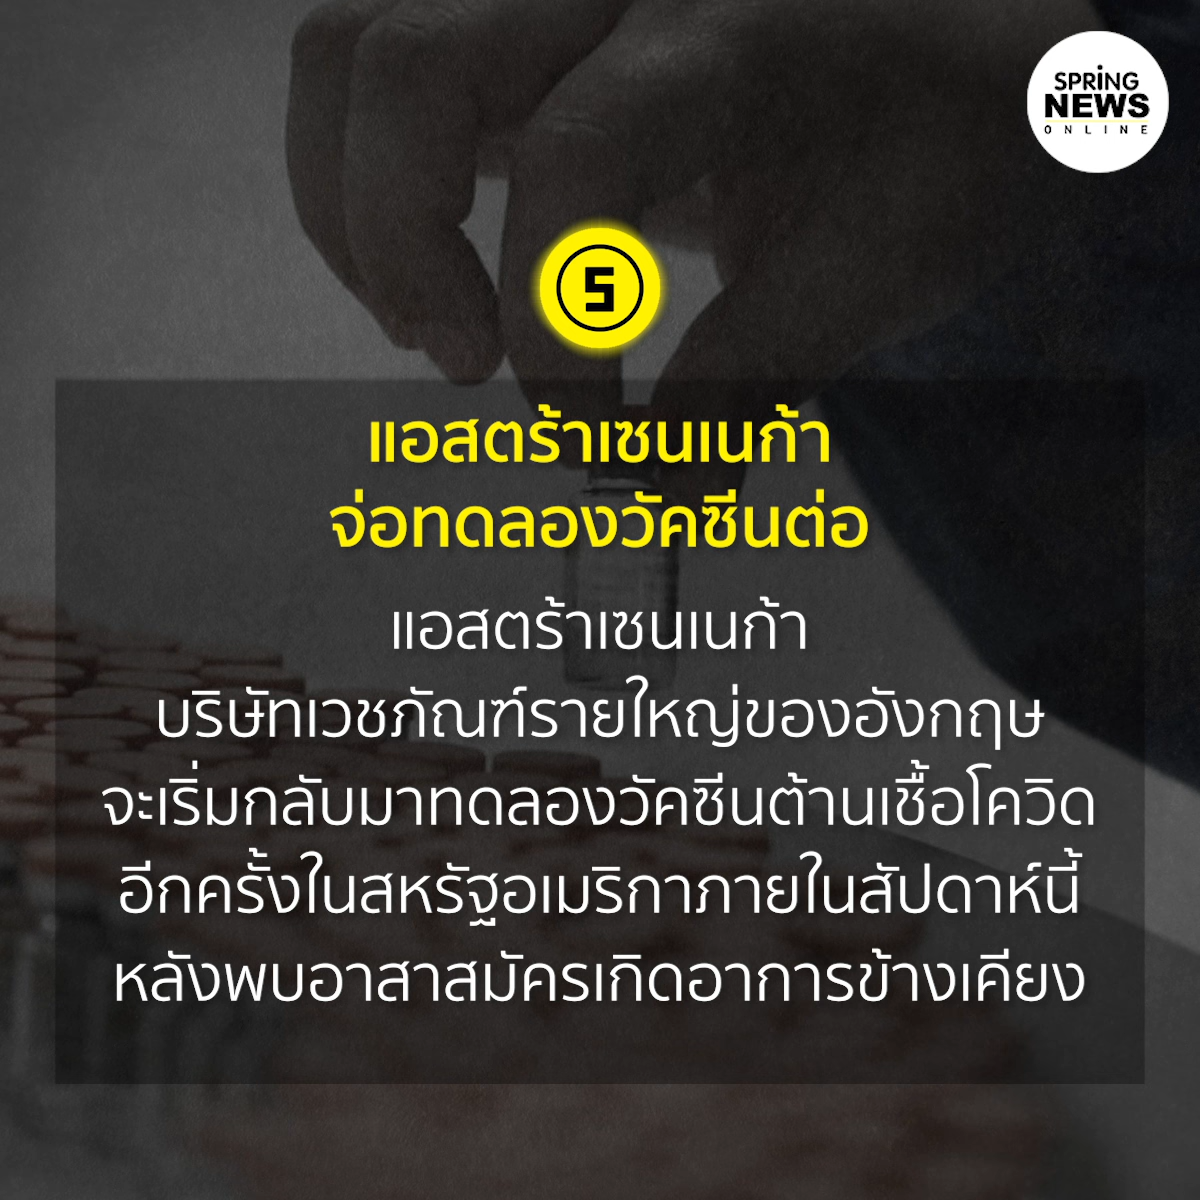 SPRiNG
NEWS
ONLINE
5
แอสตร้าเซนเนก้า
จ่อทดลองวัคซีนต่อ
แอสตร้าเซนเนก้า
บริษัทเวชภัณฑ์รายใหญ่ของอังกฤษ
จะเริ่มกลับมาทดลองวัคซีนต้านเชื้อโควิด
อีกครั้งในสหรัฐอเมริกาภายในสัปดาห์นี้
หลังพบอาสาสมัครเกิดอาการข้างเคียง